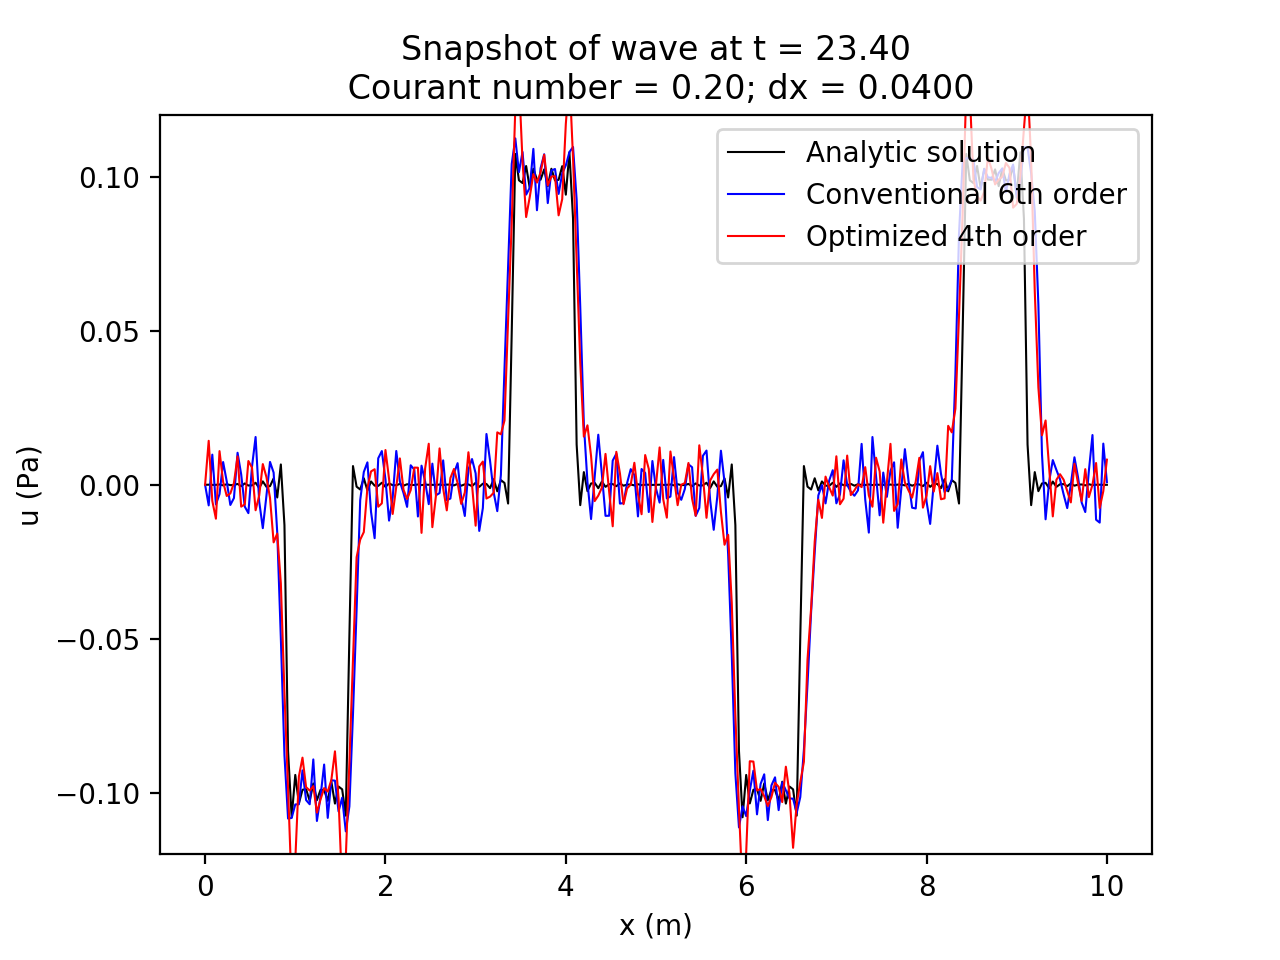 Snapshot of wave at t = 23.40
Courant number = 0.20; dx = 0.0400
Analytic solution
Conventional 6th order
Optimized 4th order
0.10
0.05
0.00
−0.05
−0.10
u (Pa)
0 2 4 6 8 10
x (m)